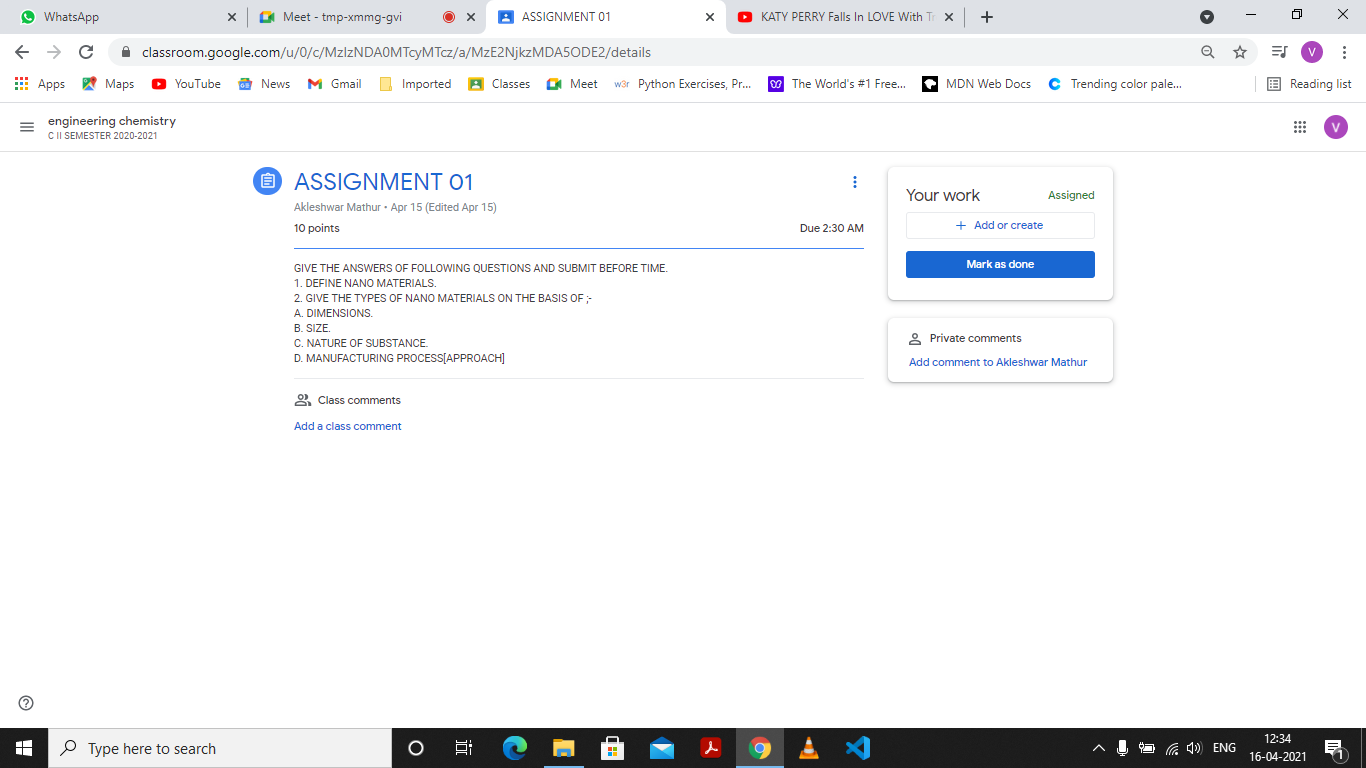 WhatsApp
Meet - tmp-xmmg-gvi
ASSIGNMENT 01
KATY PERRY Falls In LOVE With Tr
classroom.google.com/u/0/c/MzIzNDA0MTcyMTcz/a/MzE2NjkzMDA5ODE2/details
V
Apps
Maps
YouTube
News
Gmail
Imported
Classes
Meet
w3r
Python Exercises, Pr...
The World's #1 Free...
MDN Web Docs
Trending color pale...
Reading list
engineering chemistry
C II SEMESTER 2020-2021
V
ASSIGNMENT 01
Akleshwar Mathur • Apr 15 (Edited Apr 15)
10 points
Due 2:30 AM
GIVE THE ANSWERS OF FOLLOWING QUESTIONS AND SUBMIT BEFORE TIME.
1. DEFINE NANO MATERIALS.
2. GIVE THE TYPES OF NANO MATERIALS ON THE BASIS OF ;-
A. DIMENSIONS.
B. SIZE.
C. NATURE OF SUBSTANCE.
D. MANUFACTURING PROCESS[APPROACH]
Class comments
Add a class comment
Your work
Assigned
+ Add or create
Mark as done
Private comments
Add comment to Akleshwar Mathur
Type here to search
ENG
12:34
16-04-2021
1